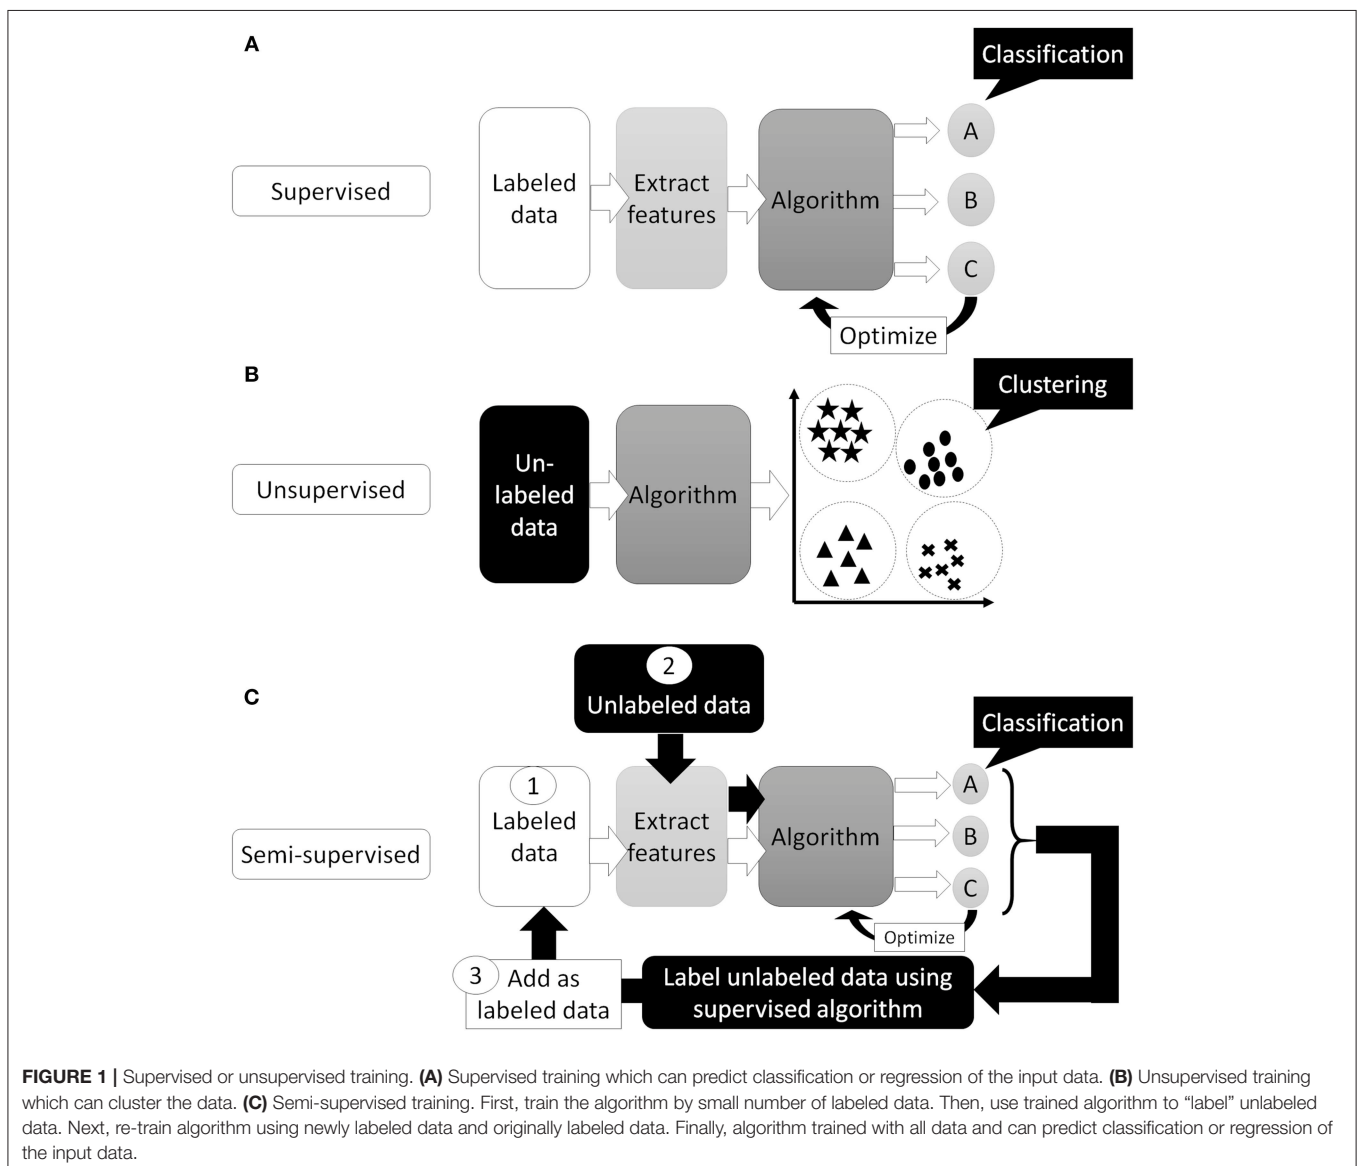 A
Classification
Supervised
Labeled
data
Extract
features
Algorithm
A
B
C
Optimize
B
Clustering
Unsupervised
Un-
labeled
data
Algorithm
C
2
Unlabeled data
Classification
Semi-supervised
1
Labeled
data
Extract
features
Algorithm
A
B
C
Optimize
3
Add as
labeled data
Label unlabeled data using
supervised algorithm
FIGURE 1 | Supervised or unsupervised training. (A) Supervised training which can predict classification or regression of the input data. (B) Unsupervised training
which can cluster the data. (C) Semi-supervised training. First, train the algorithm by small number of labeled data. Then, use trained algorithm to “label” unlabeled
data. Next, re-train algorithm using newly labeled data and originally labeled data. Finally, algorithm trained with all data and can predict classification or regression of
the input data.